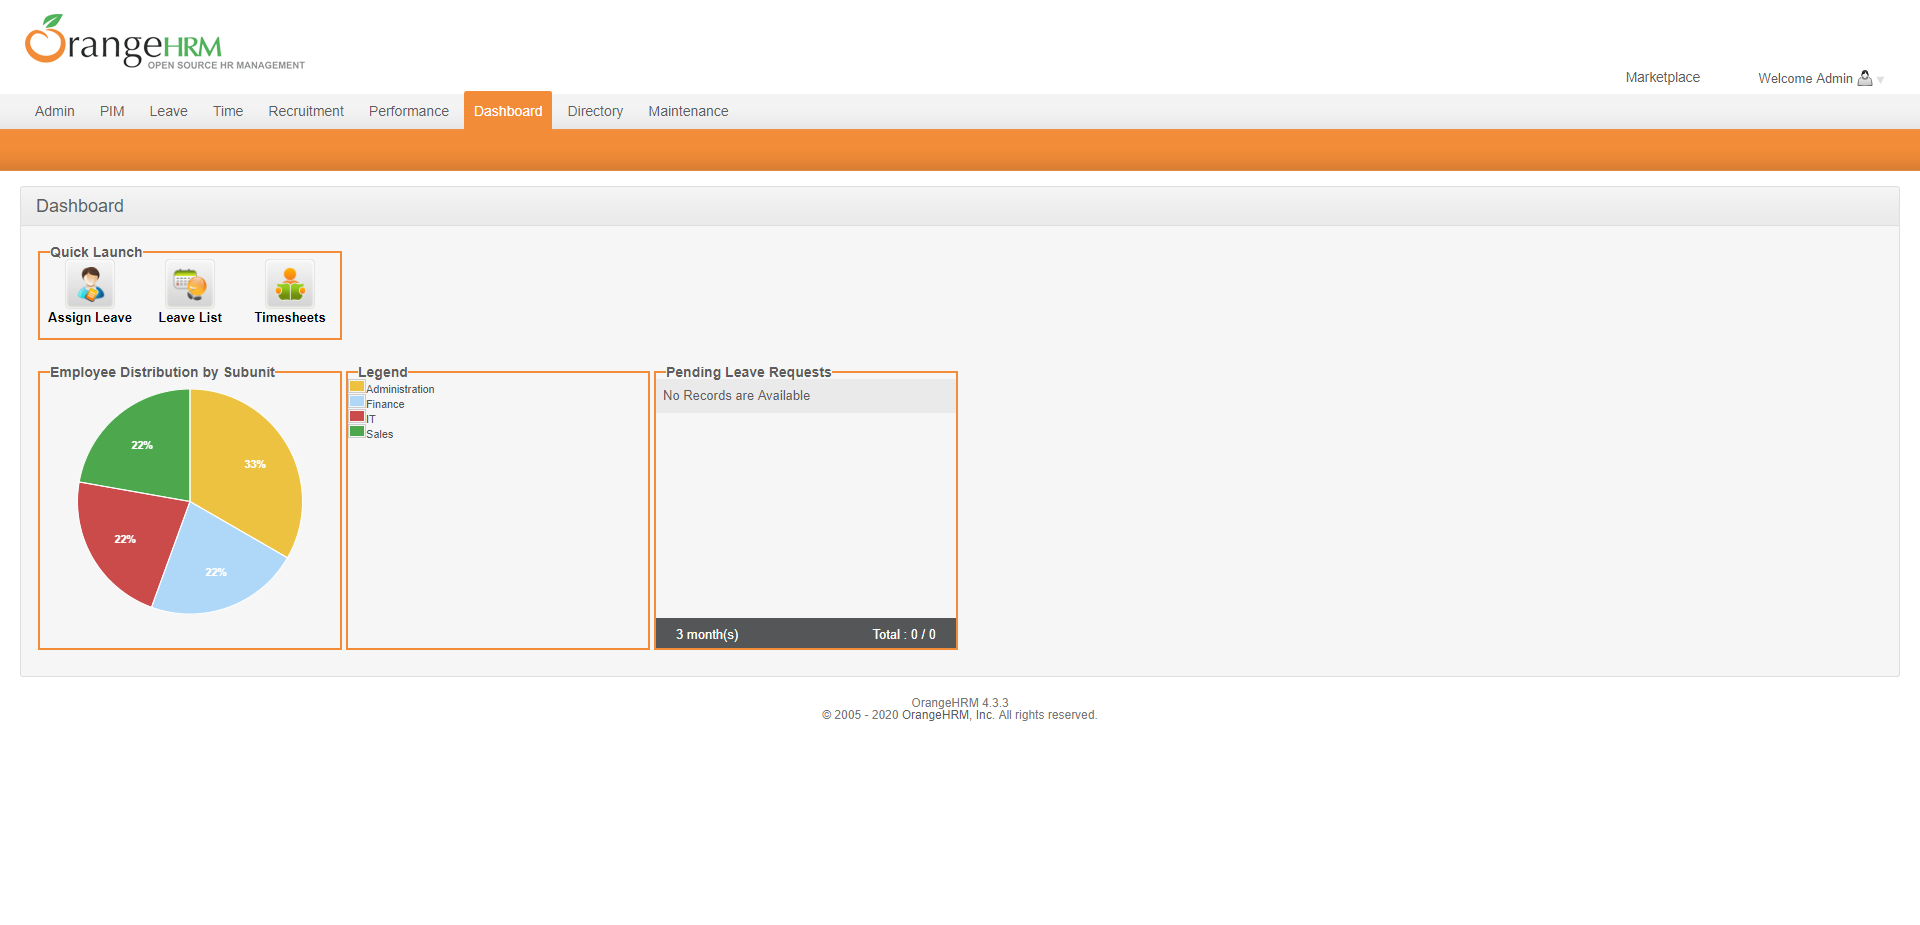 OrangeHRM
OPEN SOURCE HR MANAGEMENT
Marketplace
Welcome Admin
Admin
PIM
Leave
Time
Recruitment
Performance
Dashboard
Directory
Maintenance
Dashboard
Quick Launch
Assign Leave
Leave List
Timesheets
Employee Distribution by Subunit
22%
33%
22%
22%
Legend
Administration
Finance
IT
Sales
Pending Leave Requests
No Records are Available
3 month(s)
Total : 0 / 0
OrangeHRM 4.3.3
© 2005 - 2020 OrangeHRM, Inc. All rights reserved.